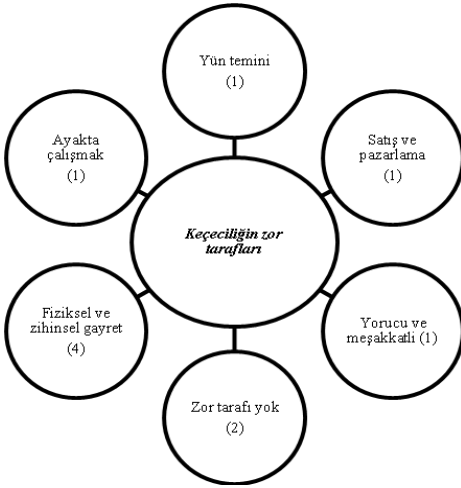 Yün temini
(1)
Ayakta
çalışmak
(1)
Satış ve
pazarlama
(1)
Keçeciliğin zor
tarafları
Fiziksel ve
zihinsel gayret
(4)
Yorucu ve
meşakkatli (1)
Zor tarafı yok
(2)